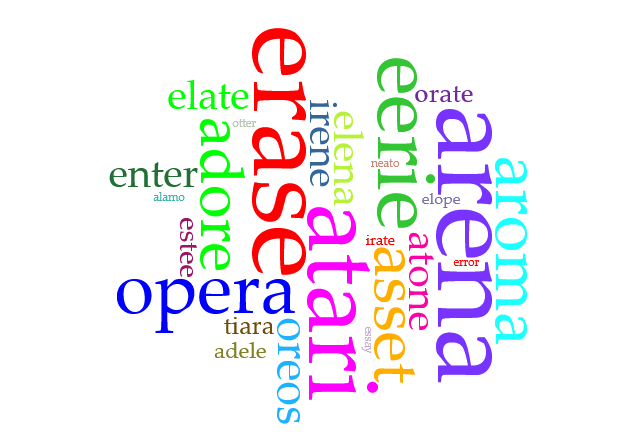 erase
eerie
orate
elate
irene
elena
arena
otter
adore
neato
aroma
enter
alamo
elope
atari
estee
irate
atone
asset
error
opera
tiara
oreos
essay
adele